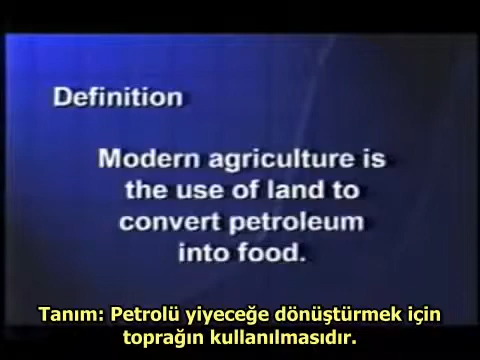 Definition
Modern agriculture is
the use of land to
convert petroleum
into food.
Tanım: Petrolü yiyeceğe dönüştürmek için
toprağın kullanılmasıdır.